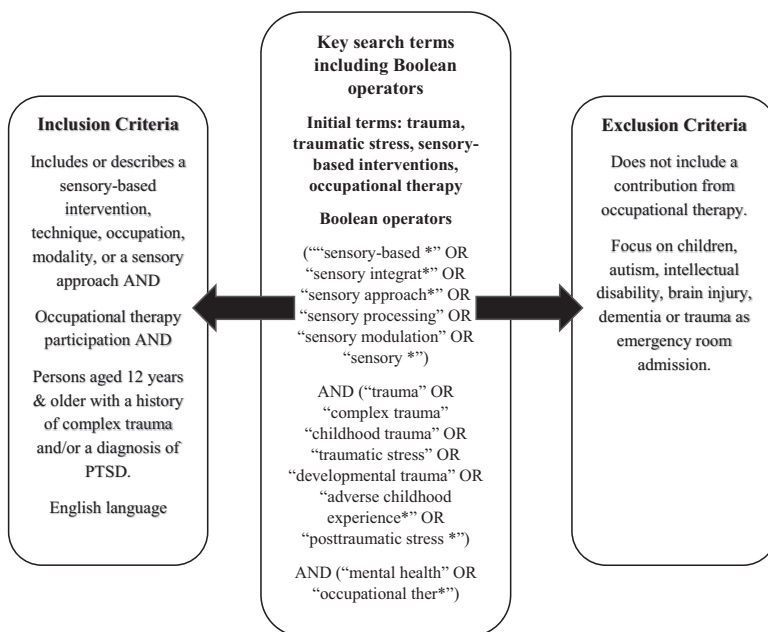 Inclusion Criteria
Includes or describes a
sensory-based
intervention,
technique, occupation,
modality, or a sensory
approach AND
Occupational therapy
participation AND
Persons aged 12 years
& older with a history
of complex trauma
and/or a diagnosis of
PTSD.
English language
Key search terms
including Boolean
operators
Initial terms: trauma,
traumatic stress, sensory-
based interventions,
occupational therapy
Boolean operators
(““sensory-based *” OR
“sensory integrat*” OR
“sensory approach*” OR
“sensory processing” OR
“sensory modulation” OR
“sensory *”)
AND (“trauma” OR
“complex trauma”
“childhood trauma” OR
“traumatic stress” OR
“developmental trauma” OR
“adverse childhood
experience*” OR
“posttraumatic stress *”)
AND (“mental health” OR
“occupational ther*”)
Exclusion Criteria
Does not include a
contribution from
occupational therapy.
Focus on children,
autism, intellectual
disability, brain injury,
dementia or trauma as
emergency room
admission.